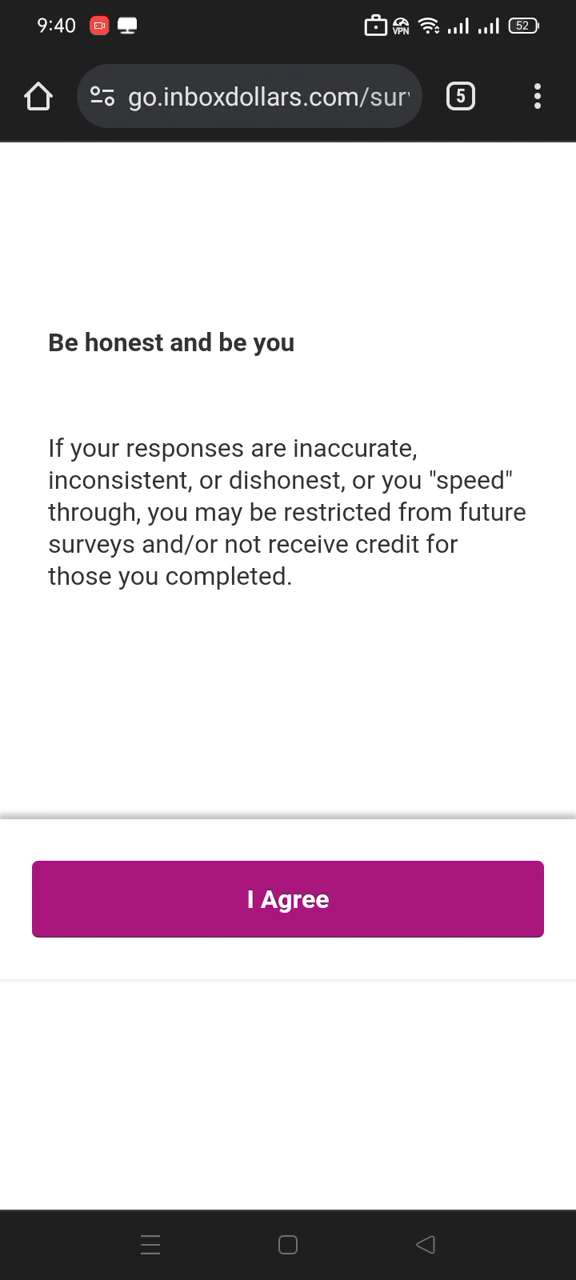 9:40
VPN
52
go.inboxdollars.com/sur
5
Be honest and be you
If your responses are inaccurate,
inconsistent, or dishonest, or you "speed"
through, you may be restricted from future
surveys and/or not receive credit for
those you completed.
I Agree